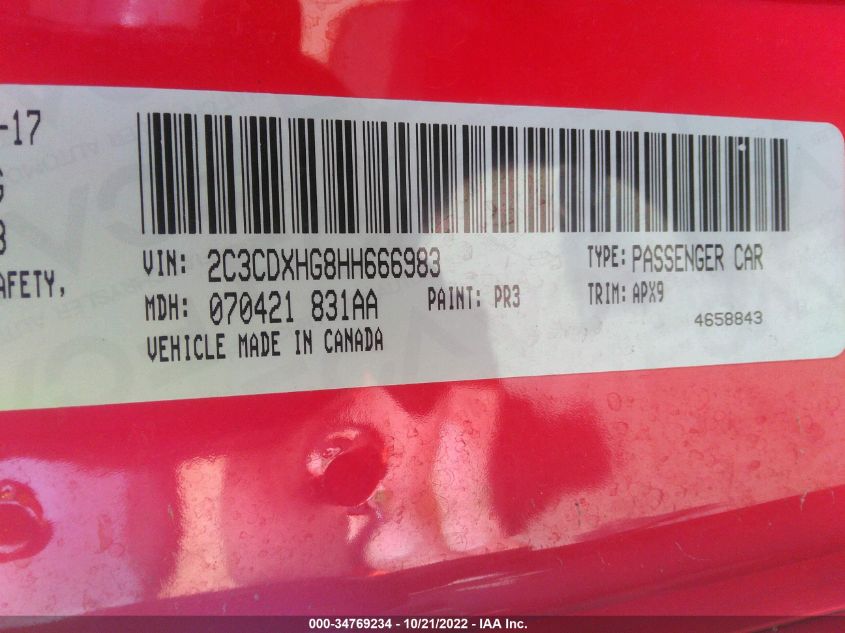 -17
G
3
AFETY,
VIN: 2C3CDXHG8HH666983 TYPE: PASSENGER CAR
MDH: 070421 831AA PAINT: PR3 TRIM: APX9
4658843
VEHICLE MADE IN CANADA
000-34769234 - 10/21/2022 - IAA Inc.